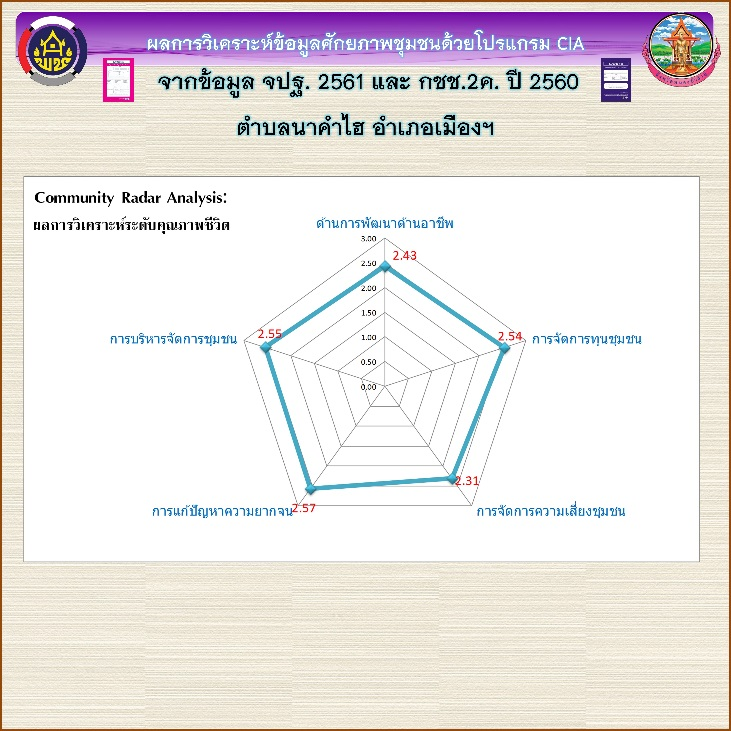 ผลการวิเคราะห์ข้อมูลศักยภาพชุมชนด้วยโปรแกรม CIA
จากข้อมูล จปฐ. 2561 และ กชช.2ค. ปี 2560
ตำบลนาคำไฮ อำเภอเมืองฯ
Community Radar Analysis:
ผลการวิเคราะห์ระดับคุณภาพชีวิต
ด้านการพัฒนาด้านอาชีพ
3.00
2.43
2.50
2.00
1.50
1.00
0.50
0.00
การบริหารจัดการชุมชน
2.55
2.54
การจัดการทุนชุมชน
2.31
การแก้ปัญหาความยากจน
2.57
การจัดการความเสี่ยงชุมชน